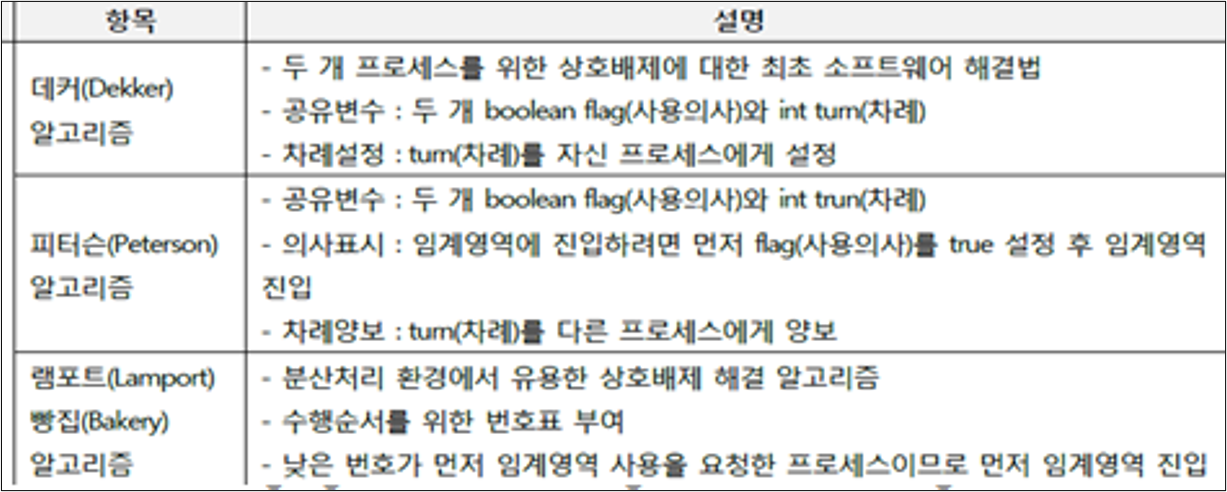 항목 설명
데커(Dekker)
알고리즘
- 두 개 프로세스를 위한 상호배제에 대한 최초 소프트웨어 해결법
- 공유변수 : 두 개 boolean flag(사용의사)와 int turn(차례)
- 차례설정 : turn(차례)를 자신 프로세스에게 설정
피터슨(Peterson)
알고리즘
- 공유변수 : 두 개 boolean flag(사용의사)와 int trun(차례)
- 의사표시 : 임계영역에 진입하려면 먼저 flag(사용의사)를 true 설정 후 임계영역
진입
- 차례양보 : turn(차례)를 다른 프로세스에게 양보
램포트(Lamport)
빵집(Bakery)
알고리즘
- 분산처리 환경에서 유용한 상호배제 해결 알고리즘
- 수행순서를 위한 번호표 부여
- 낮은 번호가 먼저 임계영역 사용을 요청한 프로세스이므로 먼저 임계영역 진입